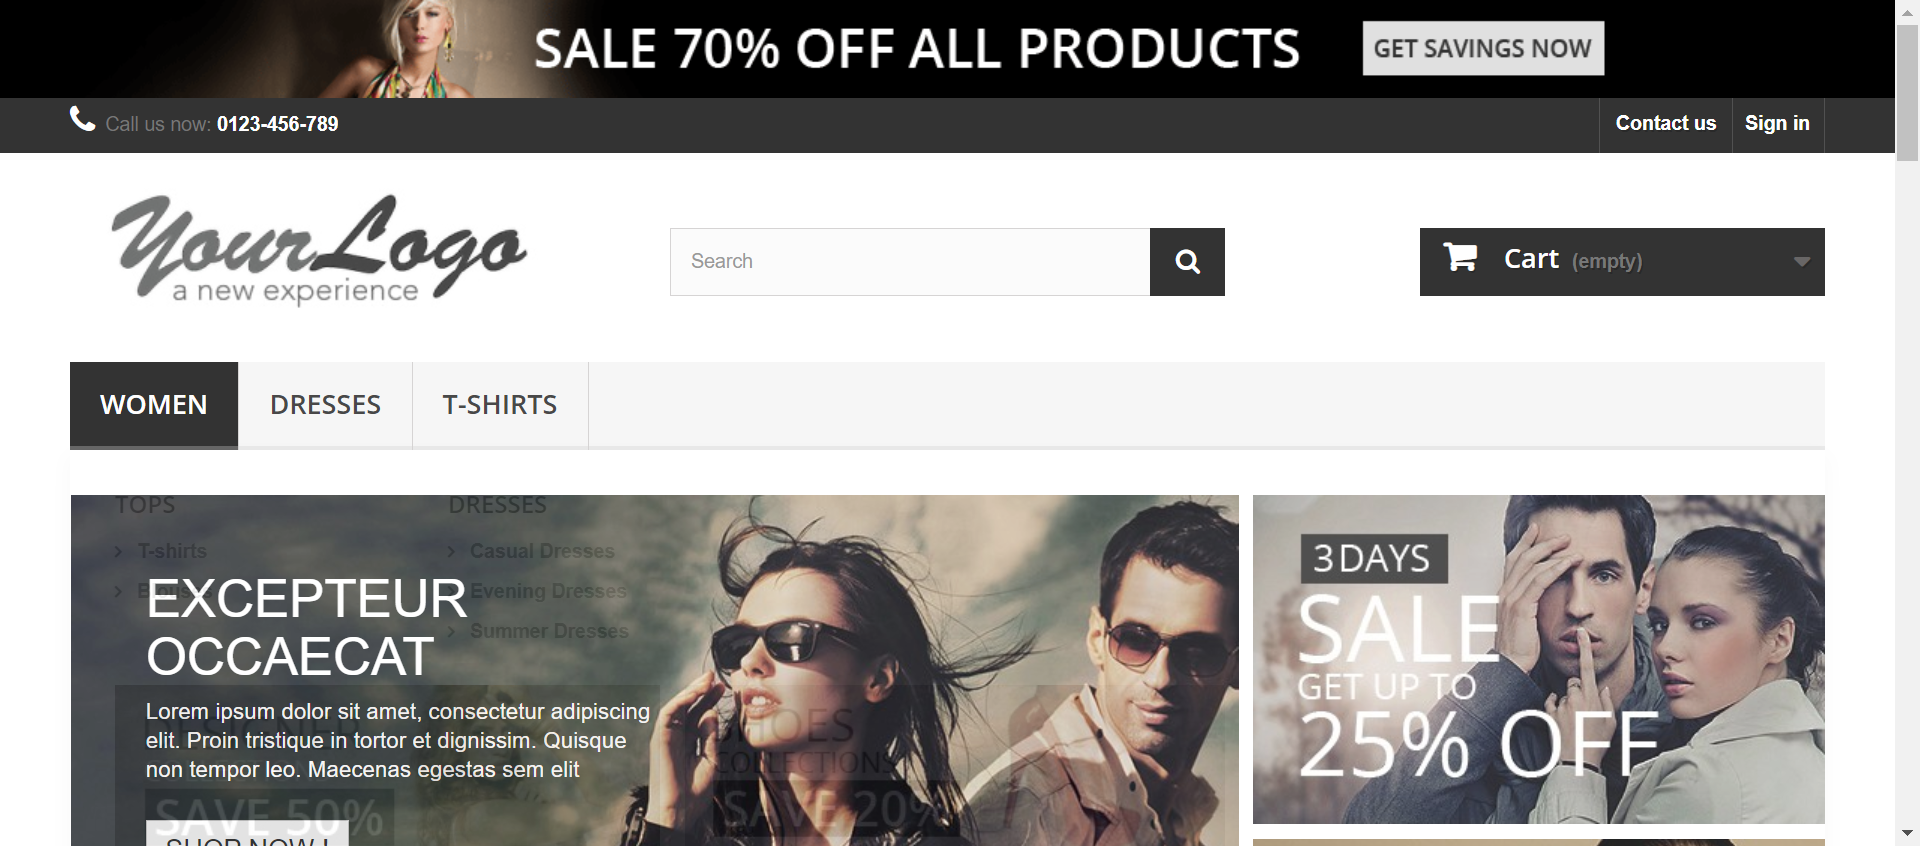 SALE 70% OFF ALL PRODUCTS
GET SAVINGS NOW
Call us now: 0123-456-789
Contact us
Sign in
YourLogo
a new experience
Search
Cart (empty)
WOMEN
DRESSES
T-SHIRTS
TOPS
DRESSES
T-shirts
Casual Dresses
Blouses
Evening Dresses
Summer Dresses
EXCEPTEUR
OCCAECAT
Lorem ipsum dolor sit amet, consectetur adipiscing
elit. Proin tristique in tortor et dignissim. Quisque
non tempor leo. Maecenas egestas sem elit
SAVE 50%
SHOP NOW !
SHOES
COLLECTIONS
SAVE 20%
3 DAYS
SALE
GET UP TO
25% OFF